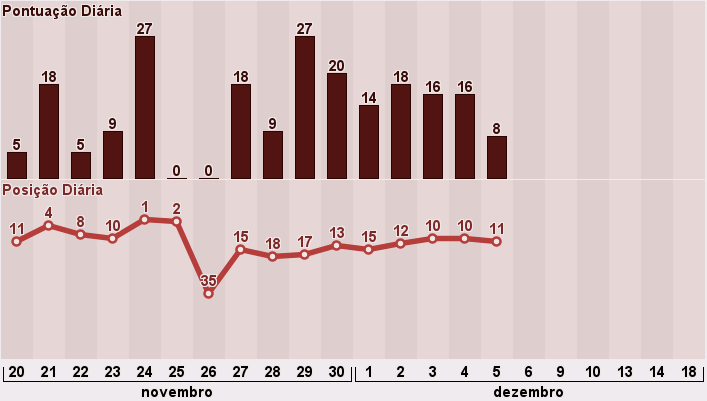 Pontuação Diária
5 18 5 9 27 0 0 18 9 27 20 14 18 16 16 8
Posição Diária
11 4 8 10 1 2 35 15 18 17 13 15 12 10 10 11
20 21 22 23 24 25 26 27 28 29 30 1 2 3 4 5 6 9 10 13 14 18
novembro dezembro